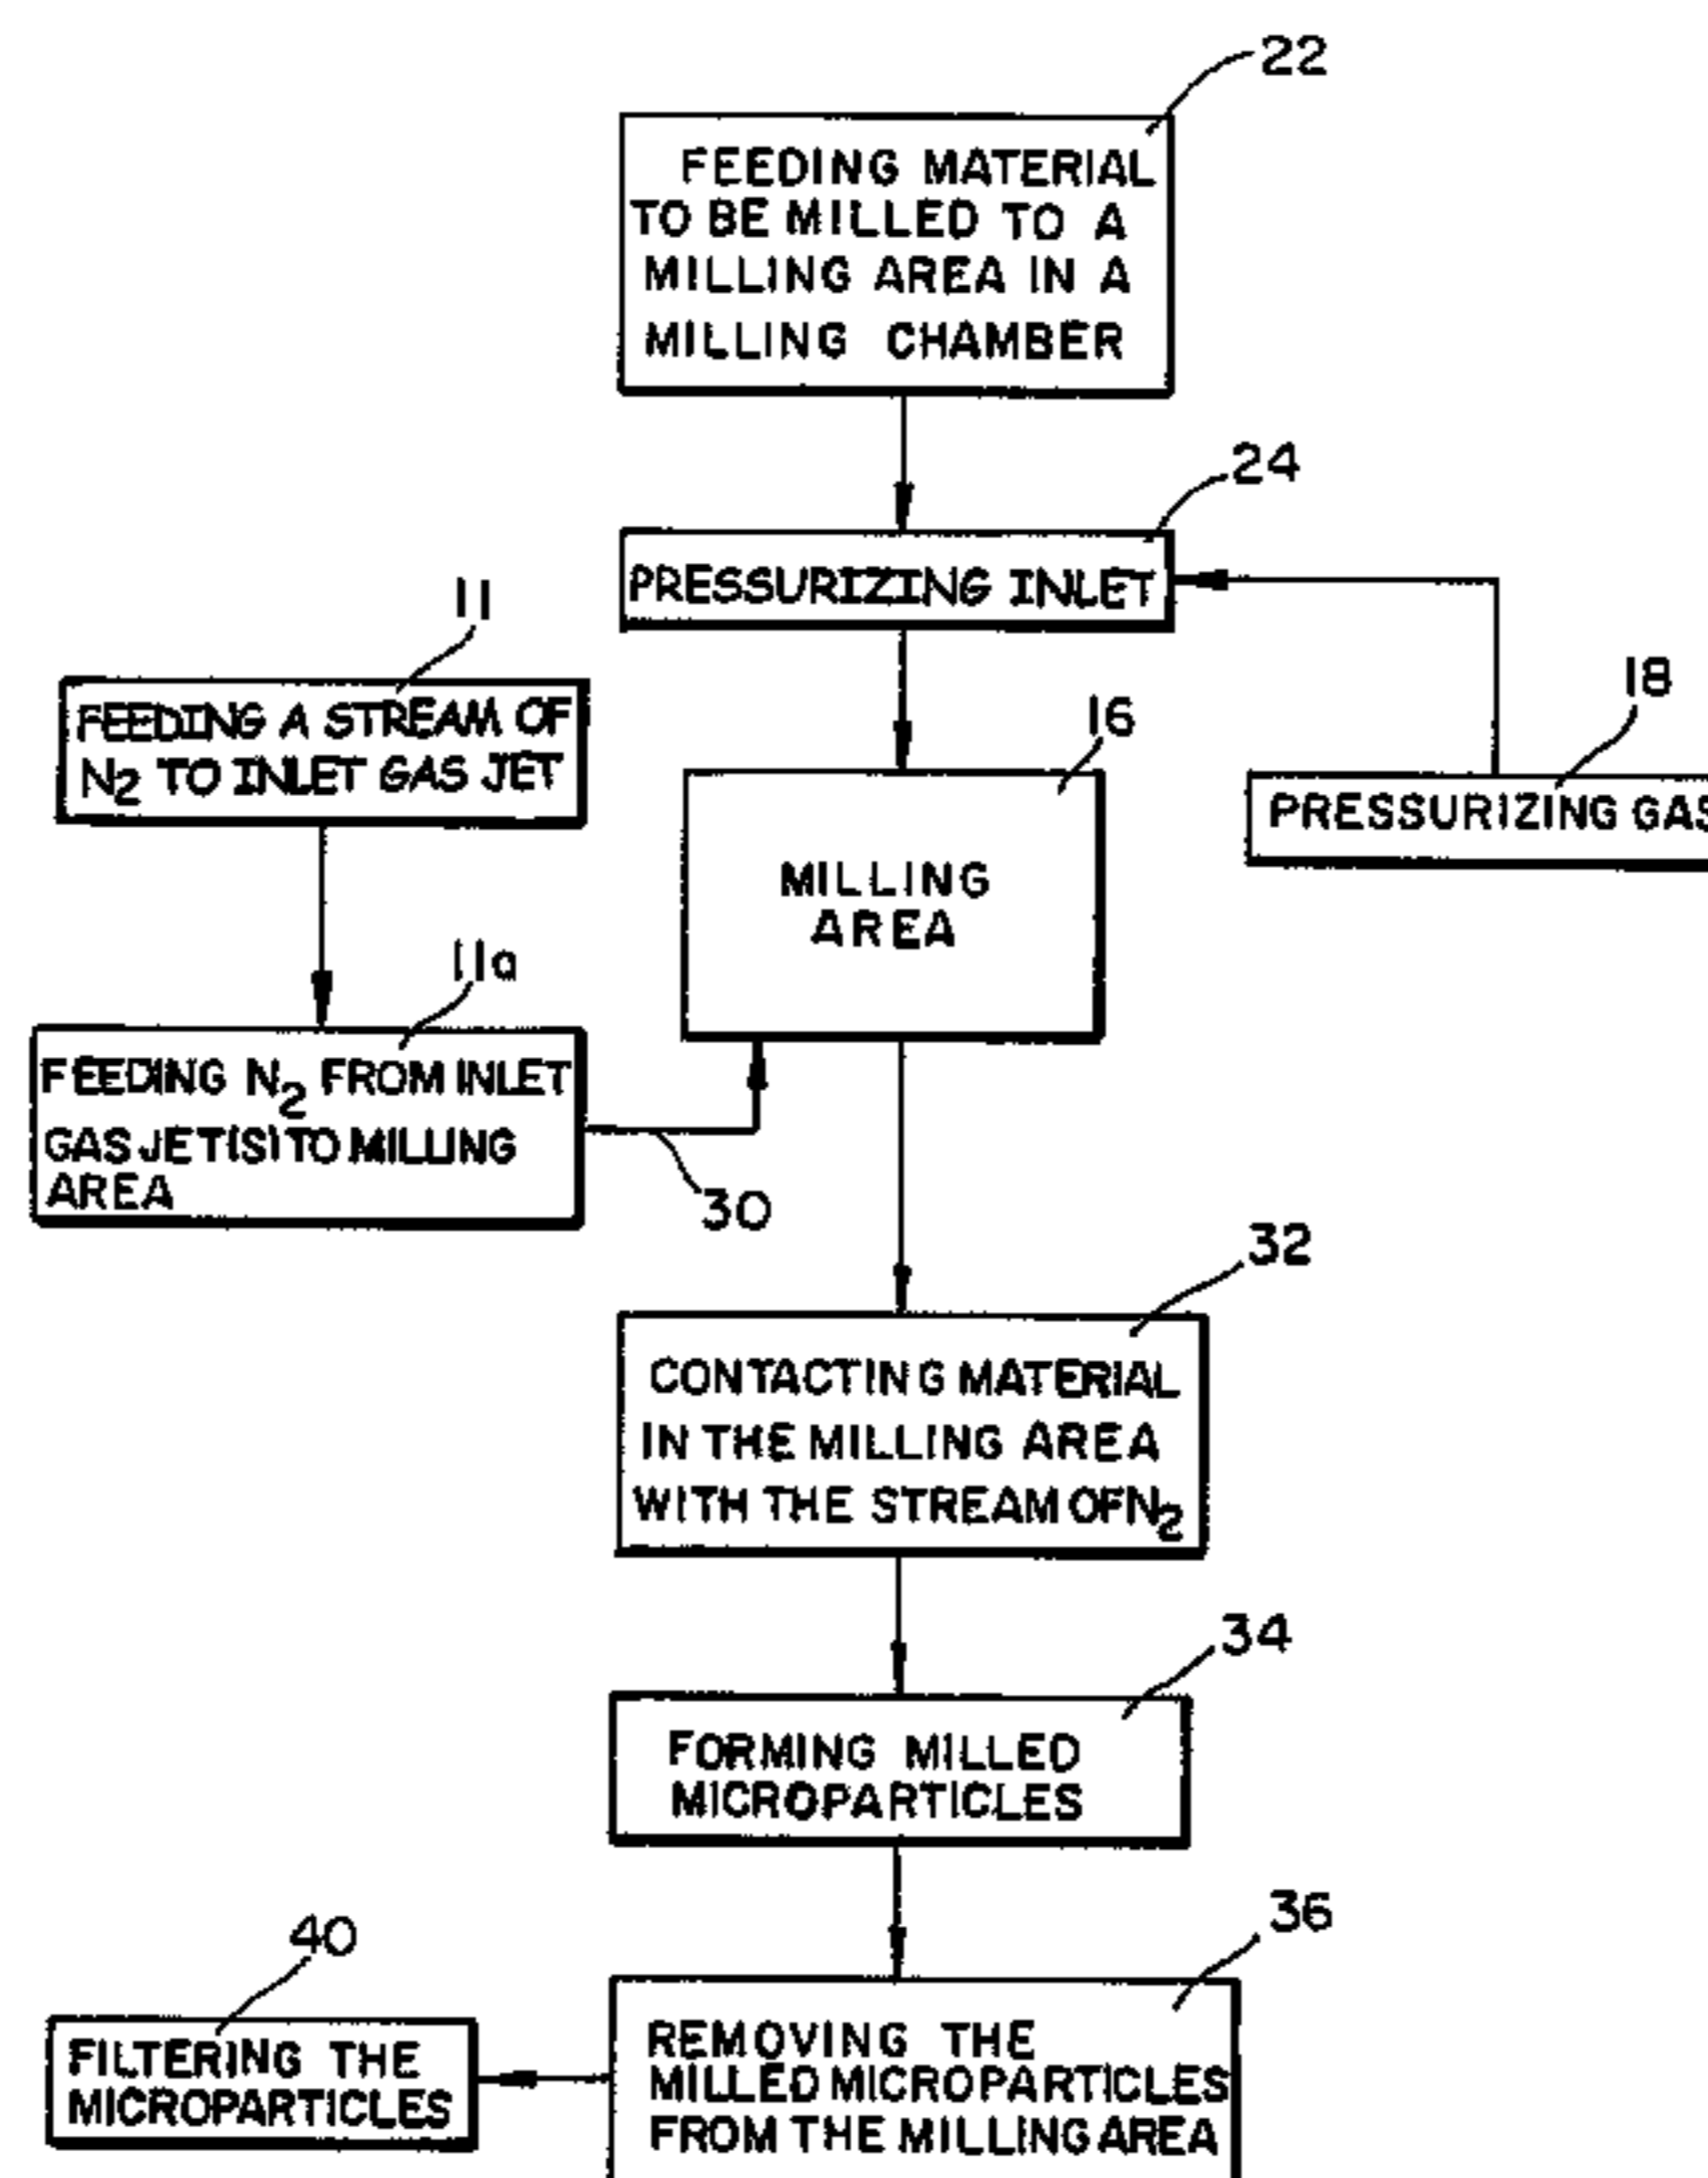 22
FEEDING MATERIAL
TO BE MILLED TO A
MILLING AREA IN A
MILLING CHAMBER
24
PRESSURIZING INLET
11
FEEDING A STREAM OF
N2 TO INLET GAS JET
16
MILLING
AREA
18
PRESSURIZING GAS
11a
FEEDING N2 FROM INLET
GAS JET(S) TO MILLING
AREA
30
32
CONTACTING MATERIAL
IN THE MILLING AREA
WITH THE STREAM OF N2
34
FORMING MILLED
MICROPARTICLES
36
REMOVING THE
MILLED MICROPARTICLES
FROM THE MILLING AREA
40
FILTERING THE
MICROPARTICLES